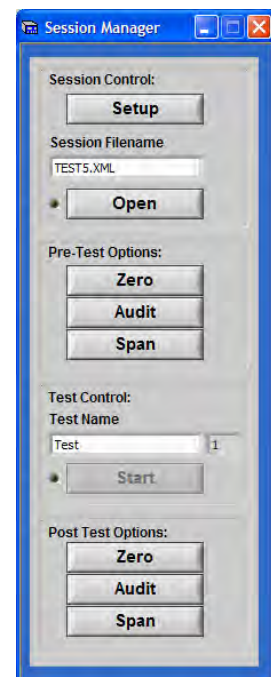 Session Manager
Session Control:
Setup
Session Filename
TEST5.XML
Open
Pre-Test Options:
Zero
Audit
Span
Test Control:
Test Name
Test 1
Start
Post Test Options:
Zero
Audit
Span